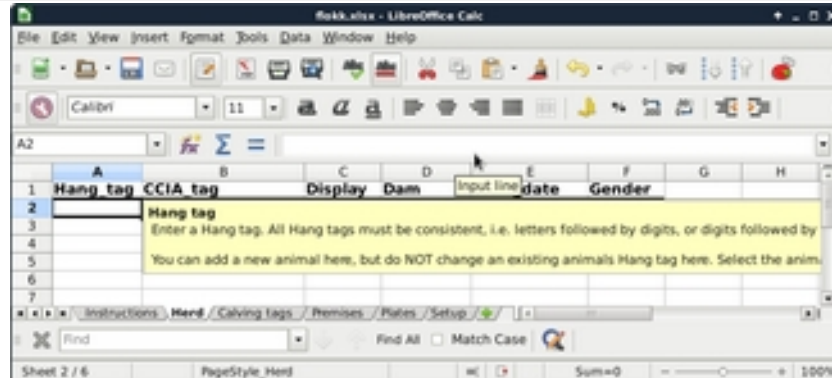 flokk.xlsx - LibreOffice Calc
File Edit View Insert Format Tools Data Window Help
Calibri 11
A2
A B C D E F G H
1 Hang_tag CCIA_tag Display Dam date Gender
Input line
2
Hang tag
3 Enter a Hang tag. All Hang tags must be consistent, i.e. letters followed by digits, or digits followed by
4
5 You can add a new animal here, but do NOT change an existing animals Hang tag here. Select the anim
6
7
Instructions Herd Calving tags Premises Plates Setup
Find Find All Match Case
Sheet 2 / 6 PageStyle_Herd Sum=0 100%